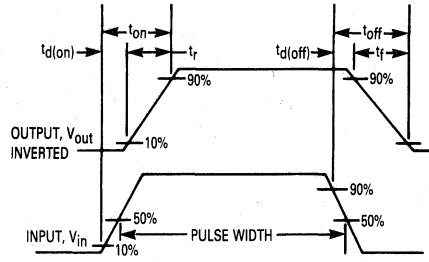 ton toff
td(on) tr td(off) tf
90% 90%
OUTPUT, Vout
INVERTED
10%
90%
50% 50%
INPUT, Vin
PULSE WIDTH
10%